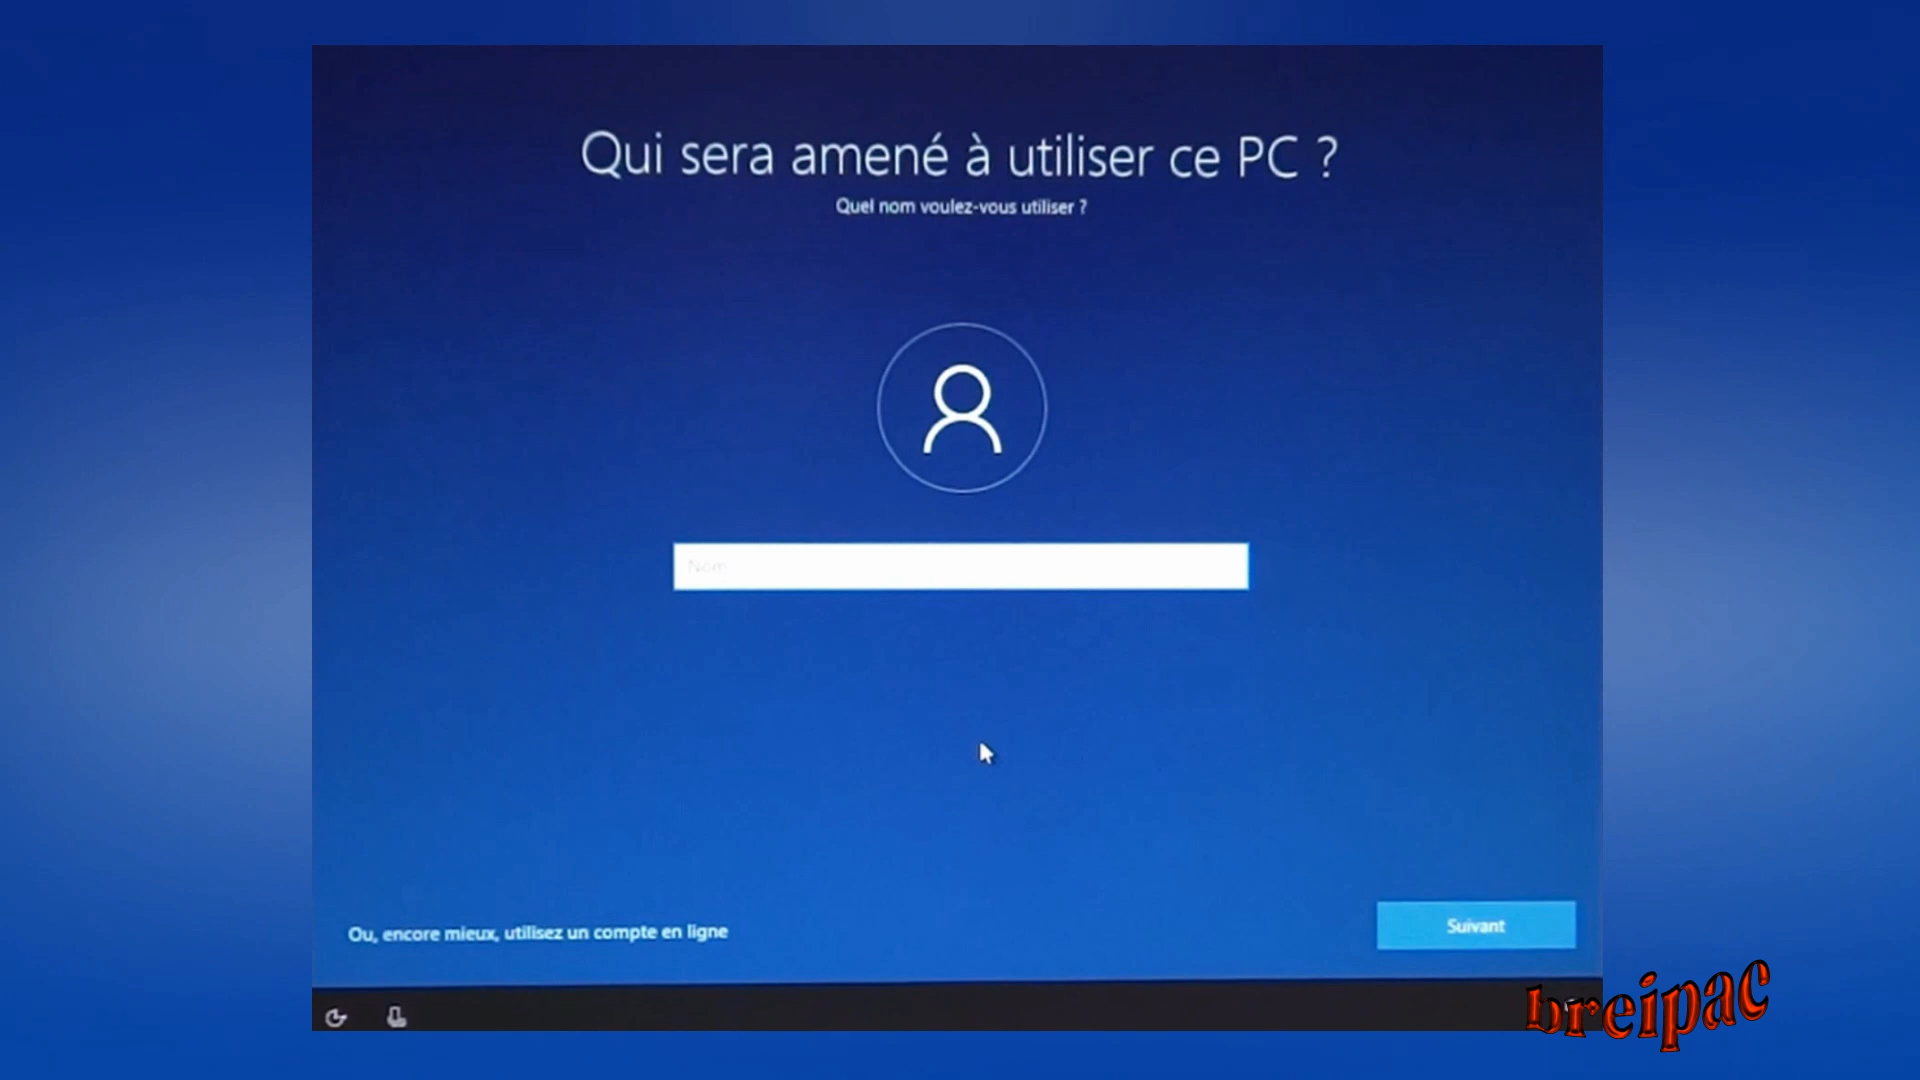 Qui sera amené à utiliser ce PC ?
Quel nom voulez-vous utiliser ?
Nom
Ou, encore mieux, utilisez un compte en ligne
Suivant
breipac